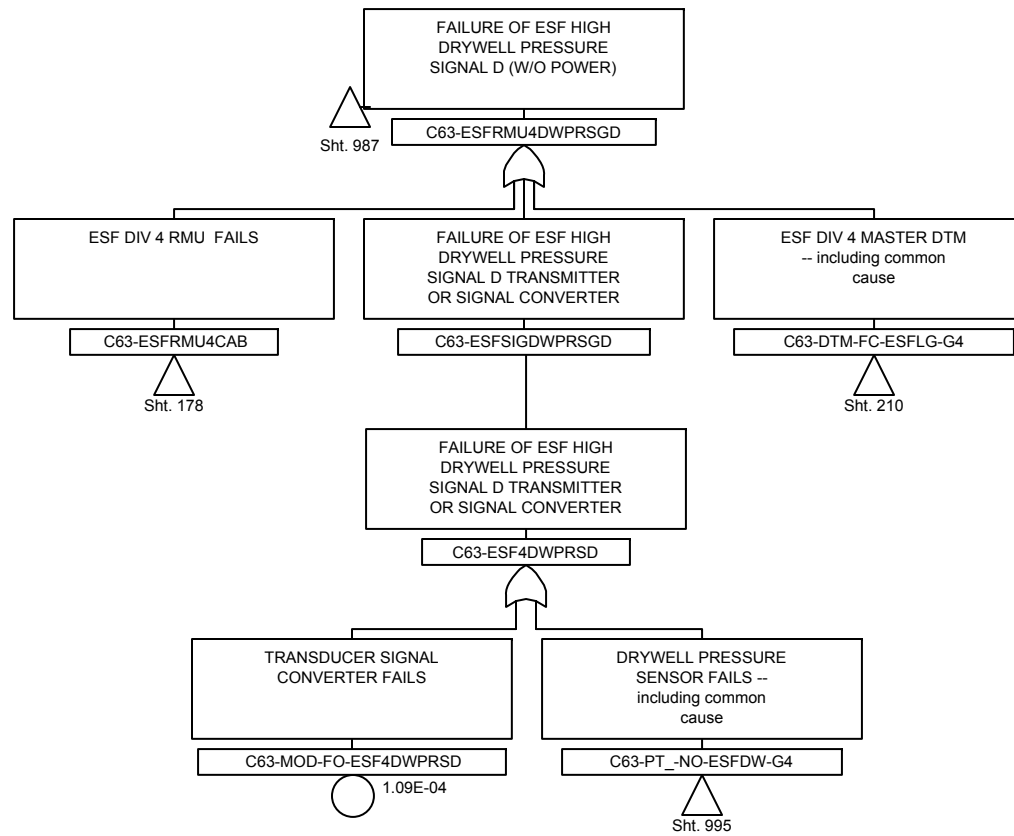 FAILURE OF ESF HIGH
DRYWELL PRESSURE
SIGNAL D (W/O POWER)
Sht. 987
C63-ESFRMU4DWPRSGD
ESF DIV 4 RMU FAILS
C63-ESFRMU4CAB
Sht. 178
FAILURE OF ESF HIGH
DRYWELL PRESSURE
SIGNAL D TRANSMITTER
OR SIGNAL CONVERTER
C63-ESFSIGDWPRSGD
ESF DIV 4 MASTER DTM
-- including common
cause
C63-DTM-FC-ESFLG-G4
Sht. 210
FAILURE OF ESF HIGH
DRYWELL PRESSURE
SIGNAL D TRANSMITTER
OR SIGNAL CONVERTER
C63-ESF4DWPRSD
TRANSDUCER SIGNAL
CONVERTER FAILS
C63-MOD-FO-ESF4DWPRSD
1.09E-04
DRYWELL PRESSURE
SENSOR FAILS --
including common
cause
C63-PT_-NO-ESFDW-G4
Sht. 995